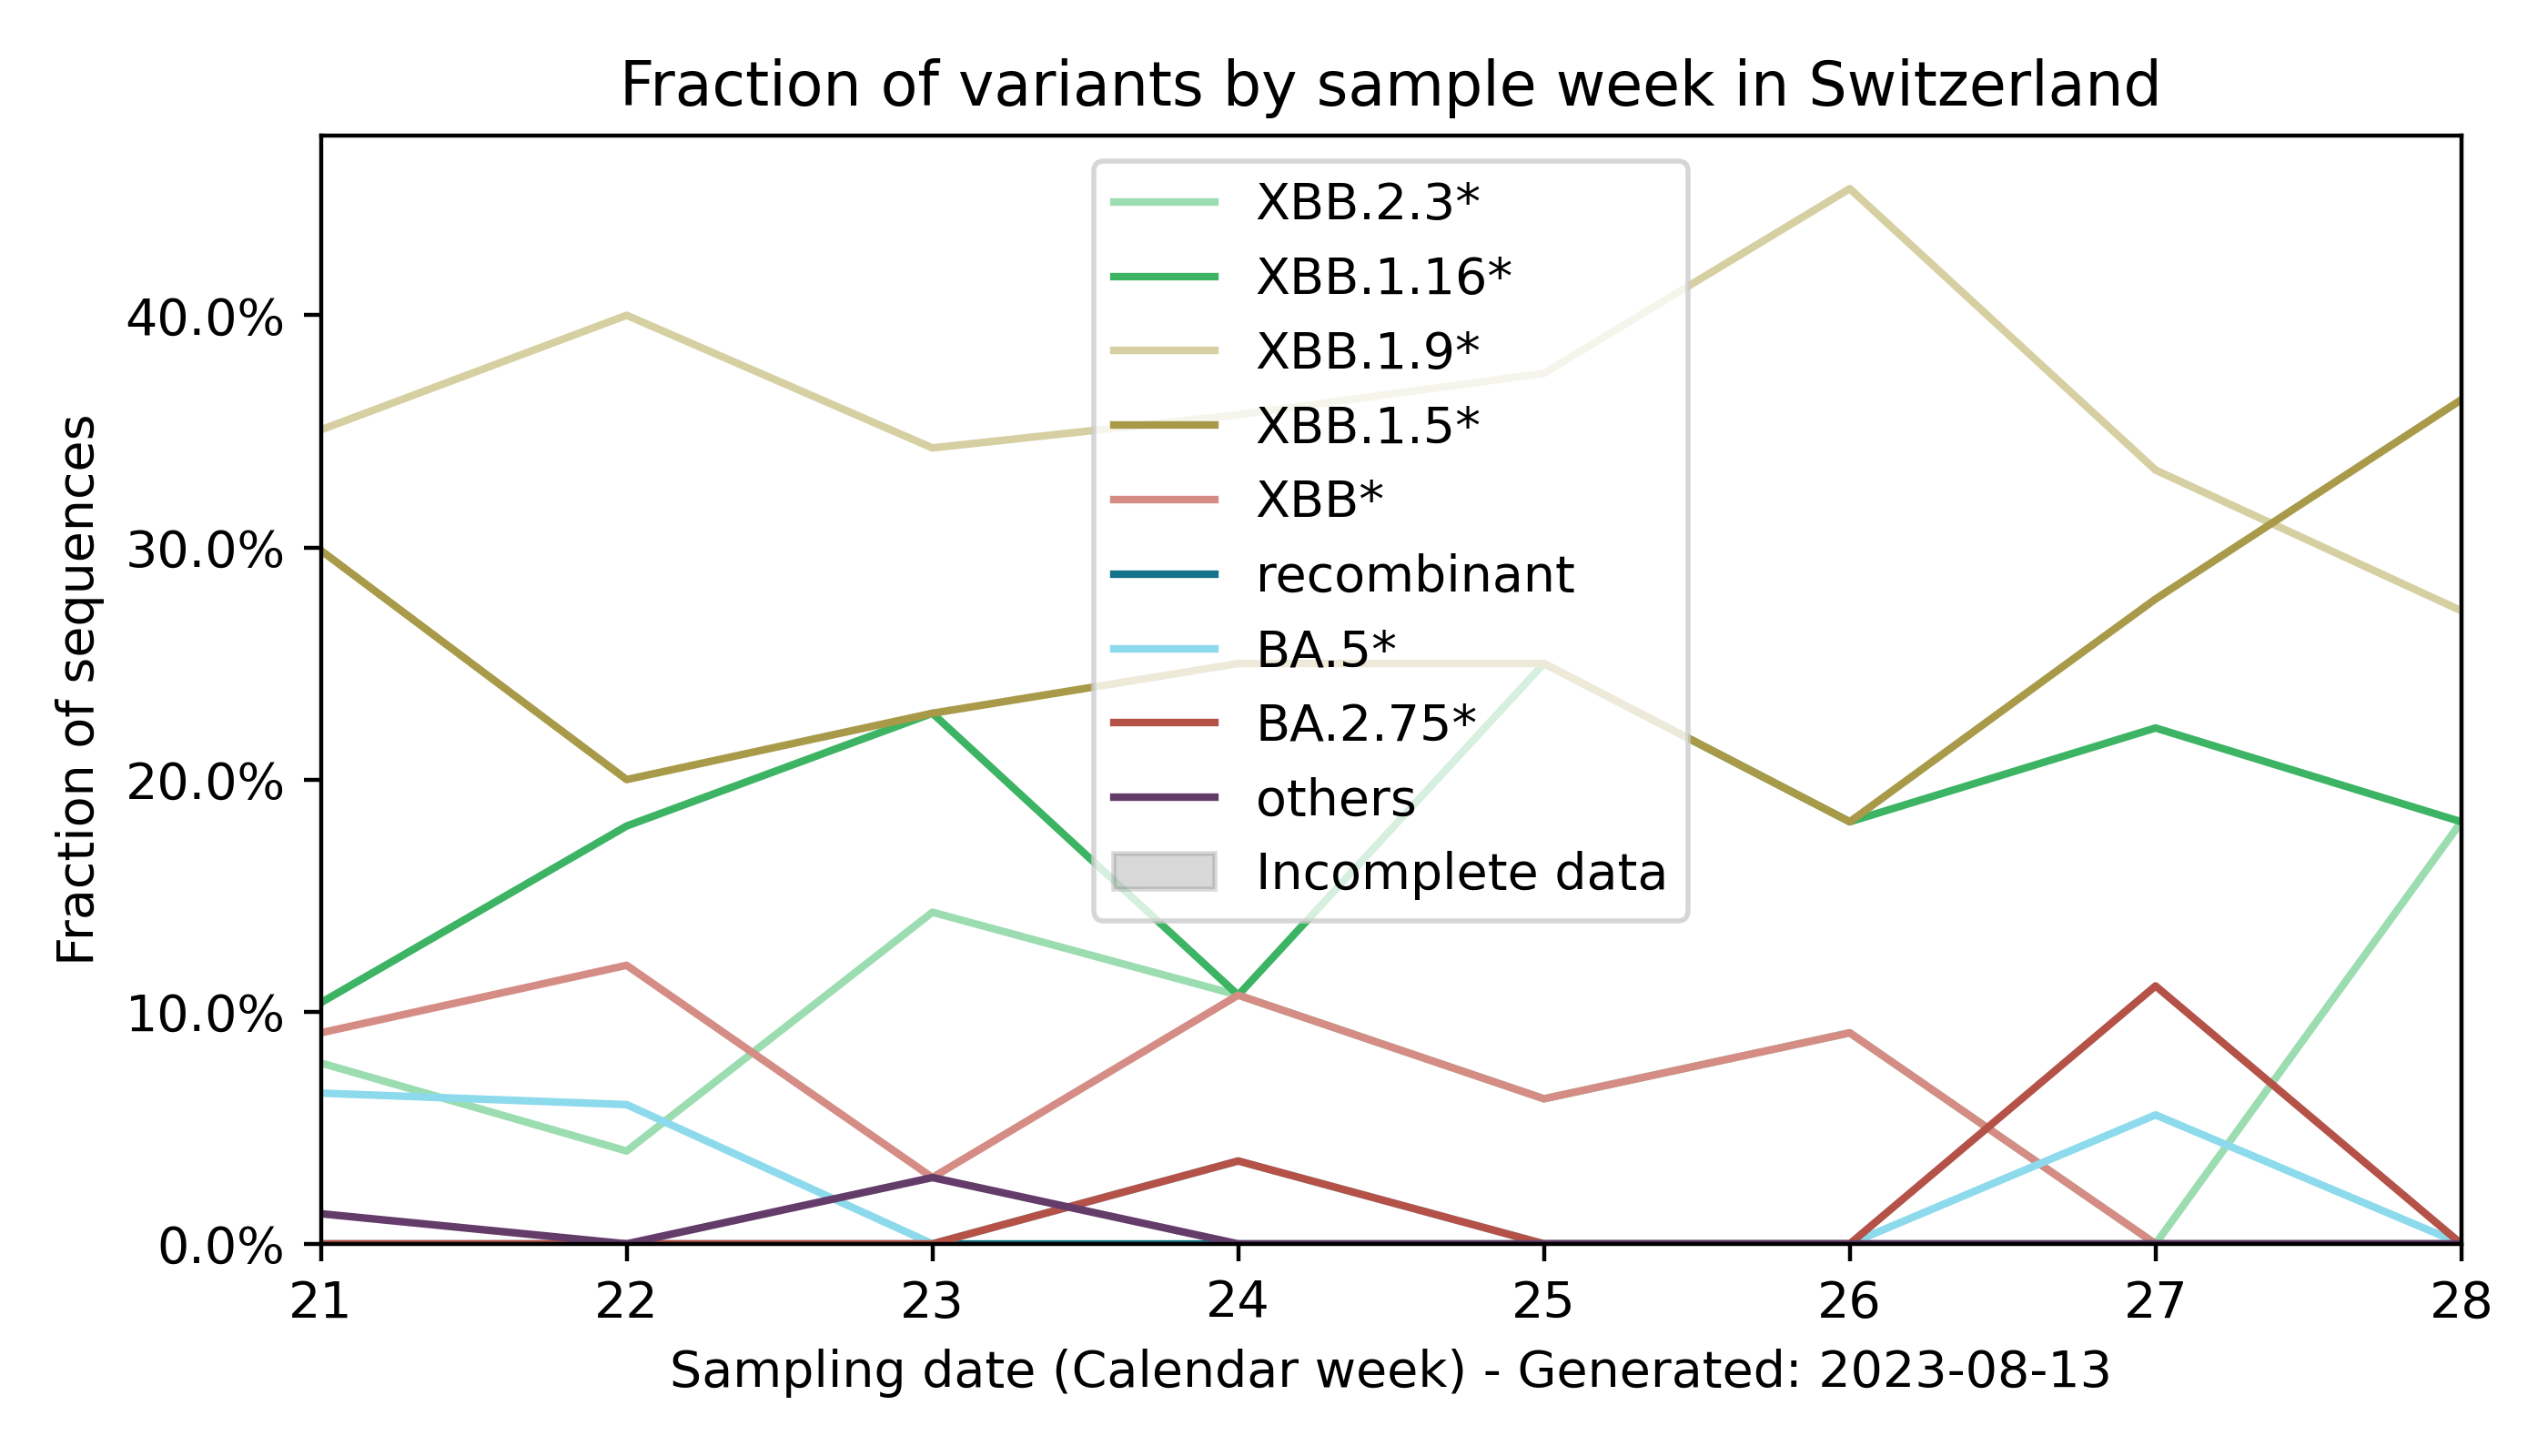 Fraction of variants by sample week in Switzerland
XBB.2.3*
XBB.1.16*
XBB.1.9*
XBB.1.5*
XBB*
recombinant
BA.5*
BA.2.75*
others
Incomplete data
Fraction of sequences
40.0%
30.0%
20.0%
10.0%
0.0%
21 22 23 24 25 26 27 28
Sampling date (Calendar week) - Generated: 2023-08-13